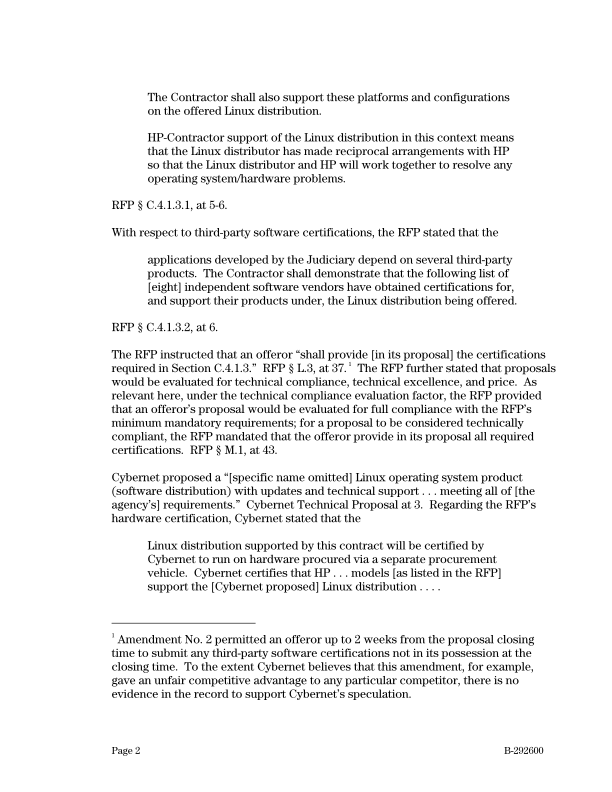 The Contractor shall also support these platforms and configurations
on the offered Linux distribution.
HP-Contractor support of the Linux distribution in this context means
that the Linux distributor has made reciprocal arrangements with HP
so that the Linux distributor and HP will work together to resolve any
operating system/hardware problems.
RFP § C.4.1.3.1, at 5-6.
With respect to third-party software certifications, the RFP stated that the
applications developed by the Judiciary depend on several third-party
products.  The Contractor shall demonstrate that the following list of
[eight] independent software vendors have obtained certifications for,
and support their products under, the Linux distribution being offered.
RFP § C.4.1.3.2, at 6.
The RFP instructed that an offeror “shall provide [in its proposal] the certifications
required in Section C.4.1.3.”  RFP § L.3, at 37.1  The RFP further stated that proposals
would be evaluated for technical compliance, technical excellence, and price.  As
relevant here, under the technical compliance evaluation factor, the RFP provided
that an offeror’s proposal would be evaluated for full compliance with the RFP’s
minimum mandatory requirements; for a proposal to be considered technically
compliant, the RFP mandated that the offeror provide in its proposal all required
certifications.  RFP § M.1, at 43.
Cybernet proposed a “[specific name omitted] Linux operating system product
(software distribution) with updates and technical support . . . meeting all of [the
agency’s] requirements.”  Cybernet Technical Proposal at 3.  Regarding the RFP’s
hardware certification, Cybernet stated that the
Linux distribution supported by this contract will be certified by
Cybernet to run on hardware procured via a separate procurement
vehicle.  Cybernet certifies that HP . . . models [as listed in the RFP]
support the [Cybernet proposed] Linux distribution . . . .
1 Amendment No. 2 permitted an offeror up to 2 weeks from the proposal closing
time to submit any third-party software certifications not in its possession at the
closing time.  To the extent Cybernet believes that this amendment, for example,
gave an unfair competitive advantage to any particular competitor, there is no
evidence in the record to support Cybernet’s speculation.
Page 2 B-292600